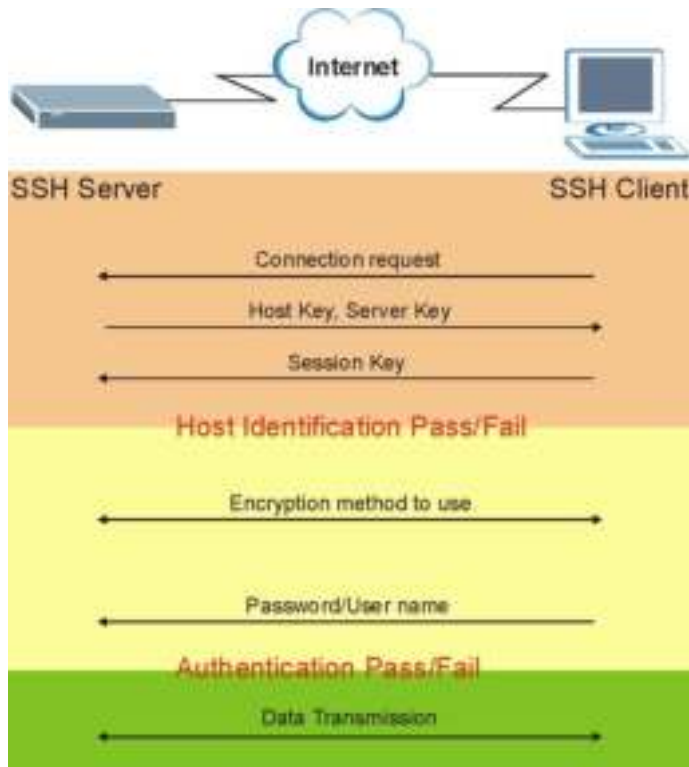 Internet
SSH Server
SSH Client
Connection request
Host Key, Server Key
Session Key
Host Identification Pass/Fail
Encryption method to use
Password/User name
Authentication Pass/Fail
Data Transmission